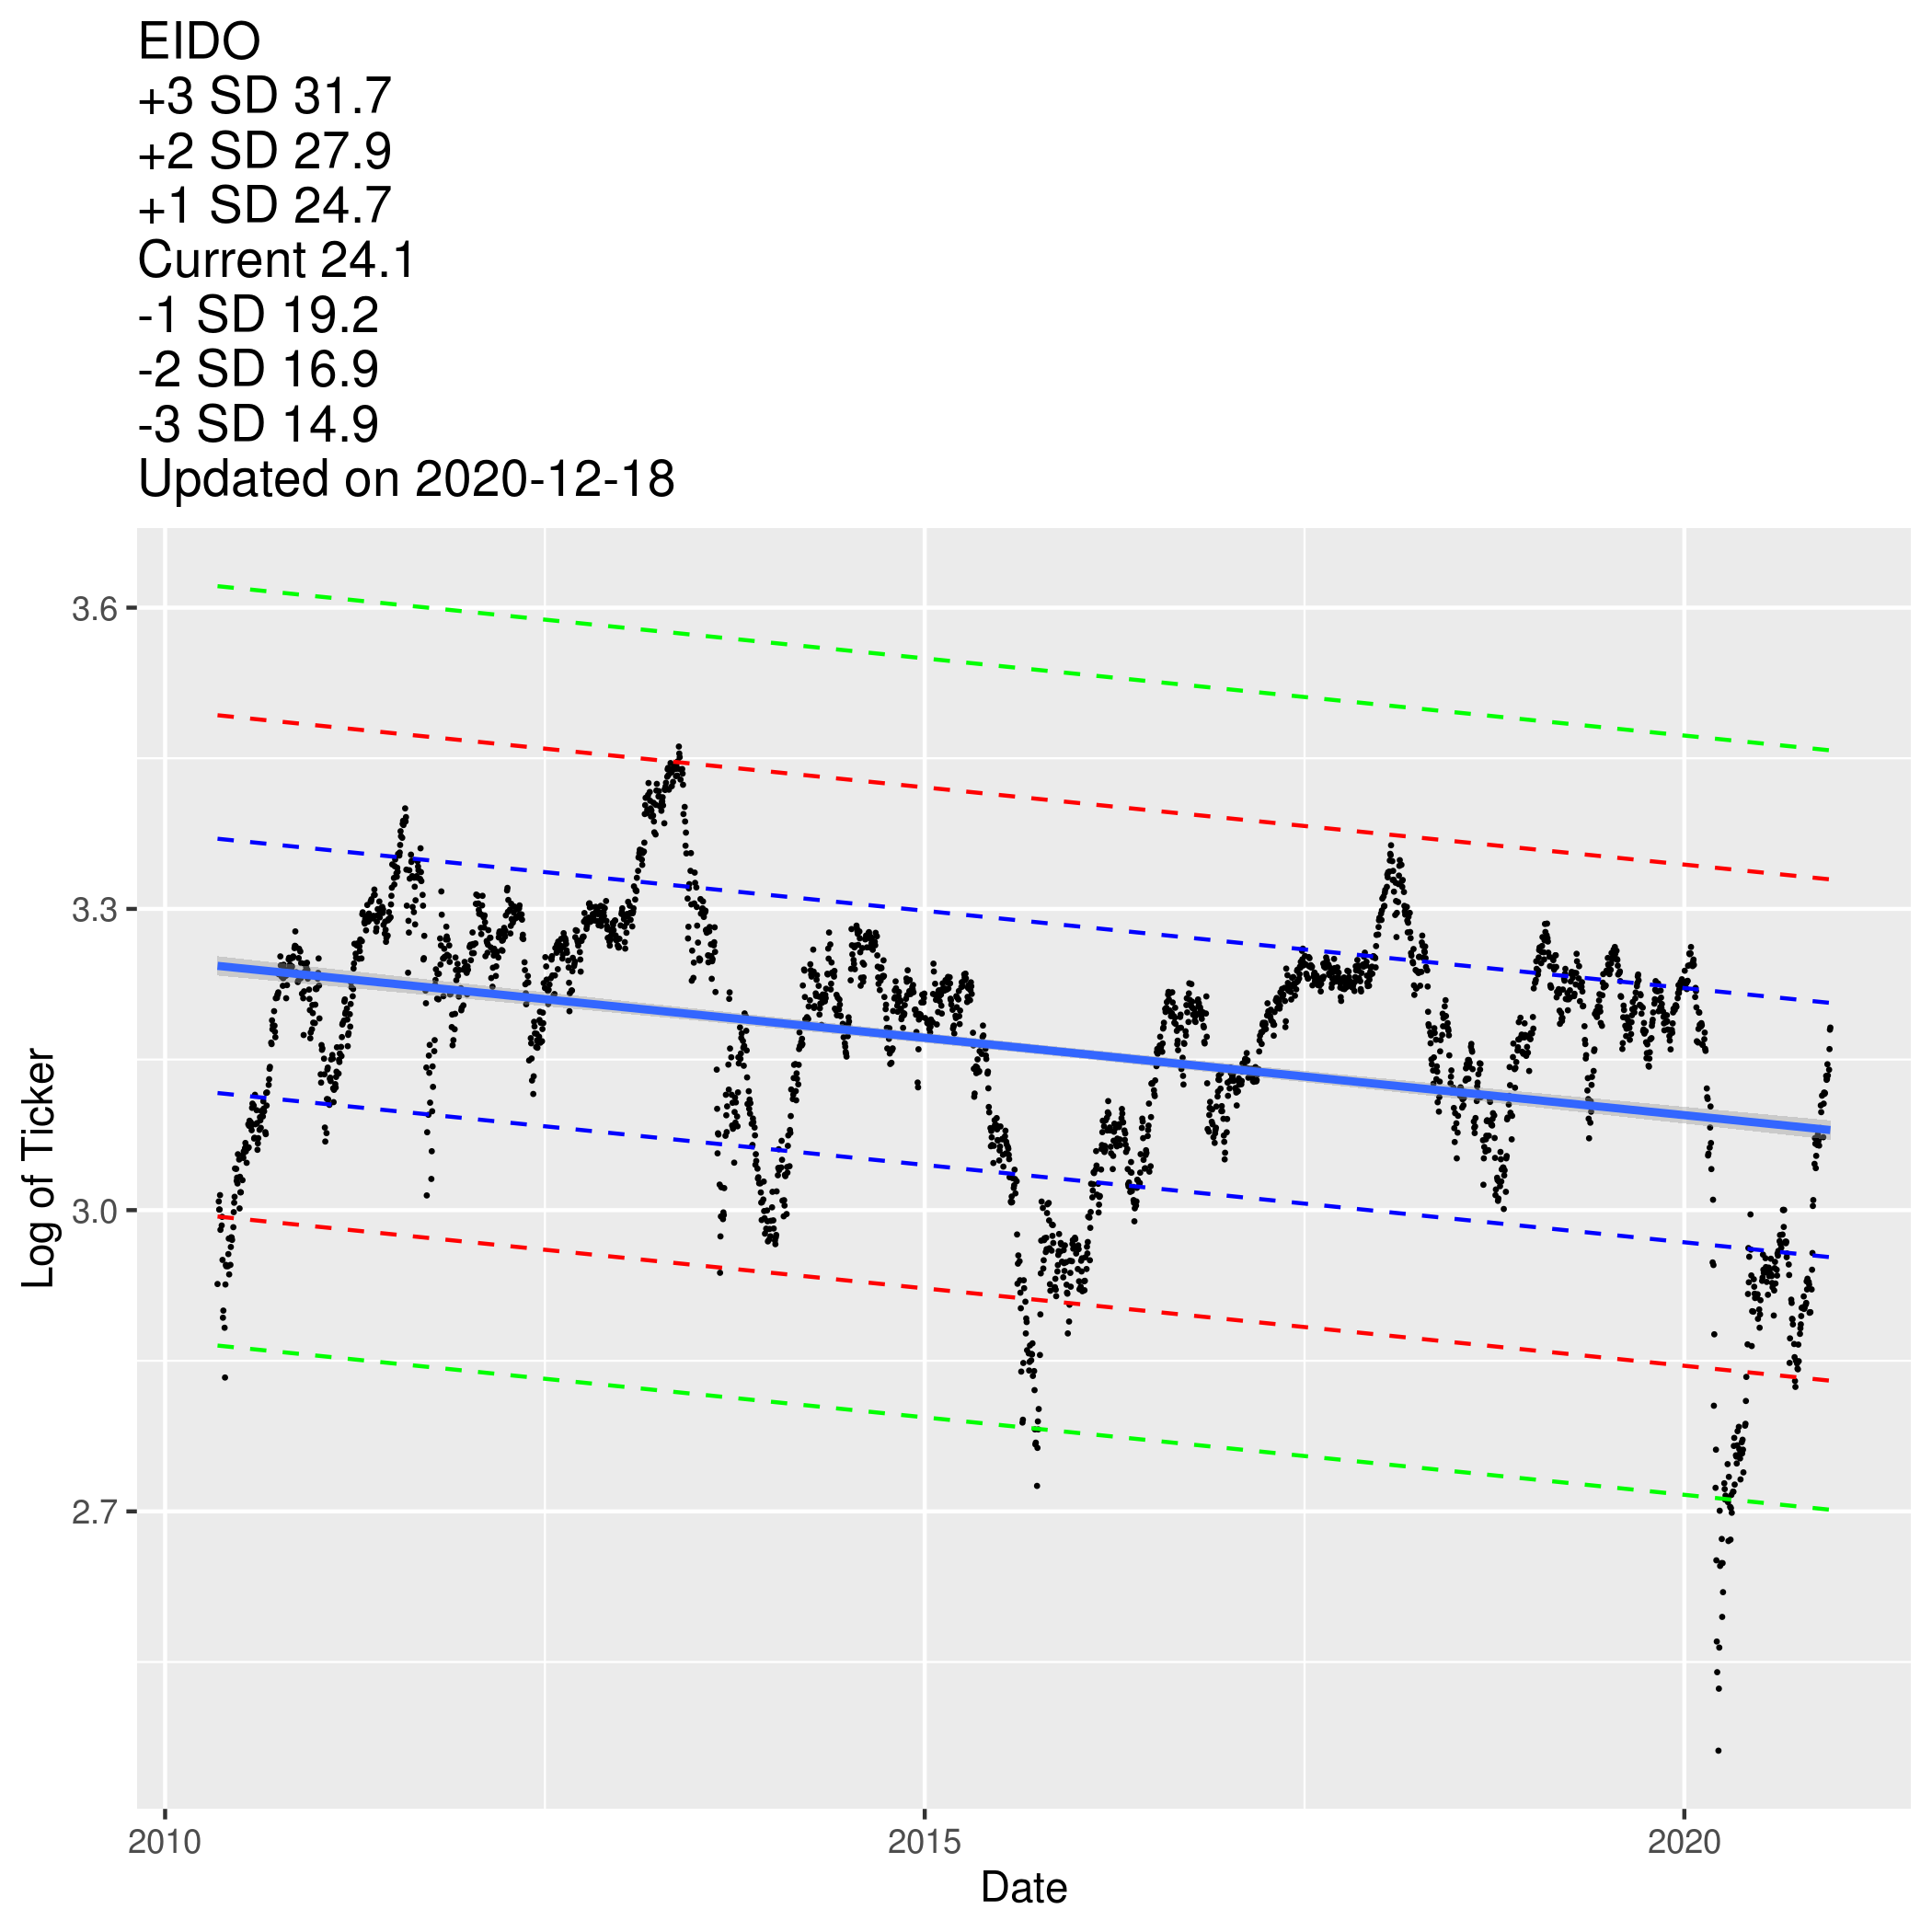 EIDO
+3 SD 31.7
+2 SD 27.9
+1 SD 24.7
Current 24.1
-1 SD 19.2
-2 SD 16.9
-3 SD 14.9
Updated on 2020-12-18
3.6
3.3
3.0
2.7
Log of Ticker
2010
2015
2020
Date